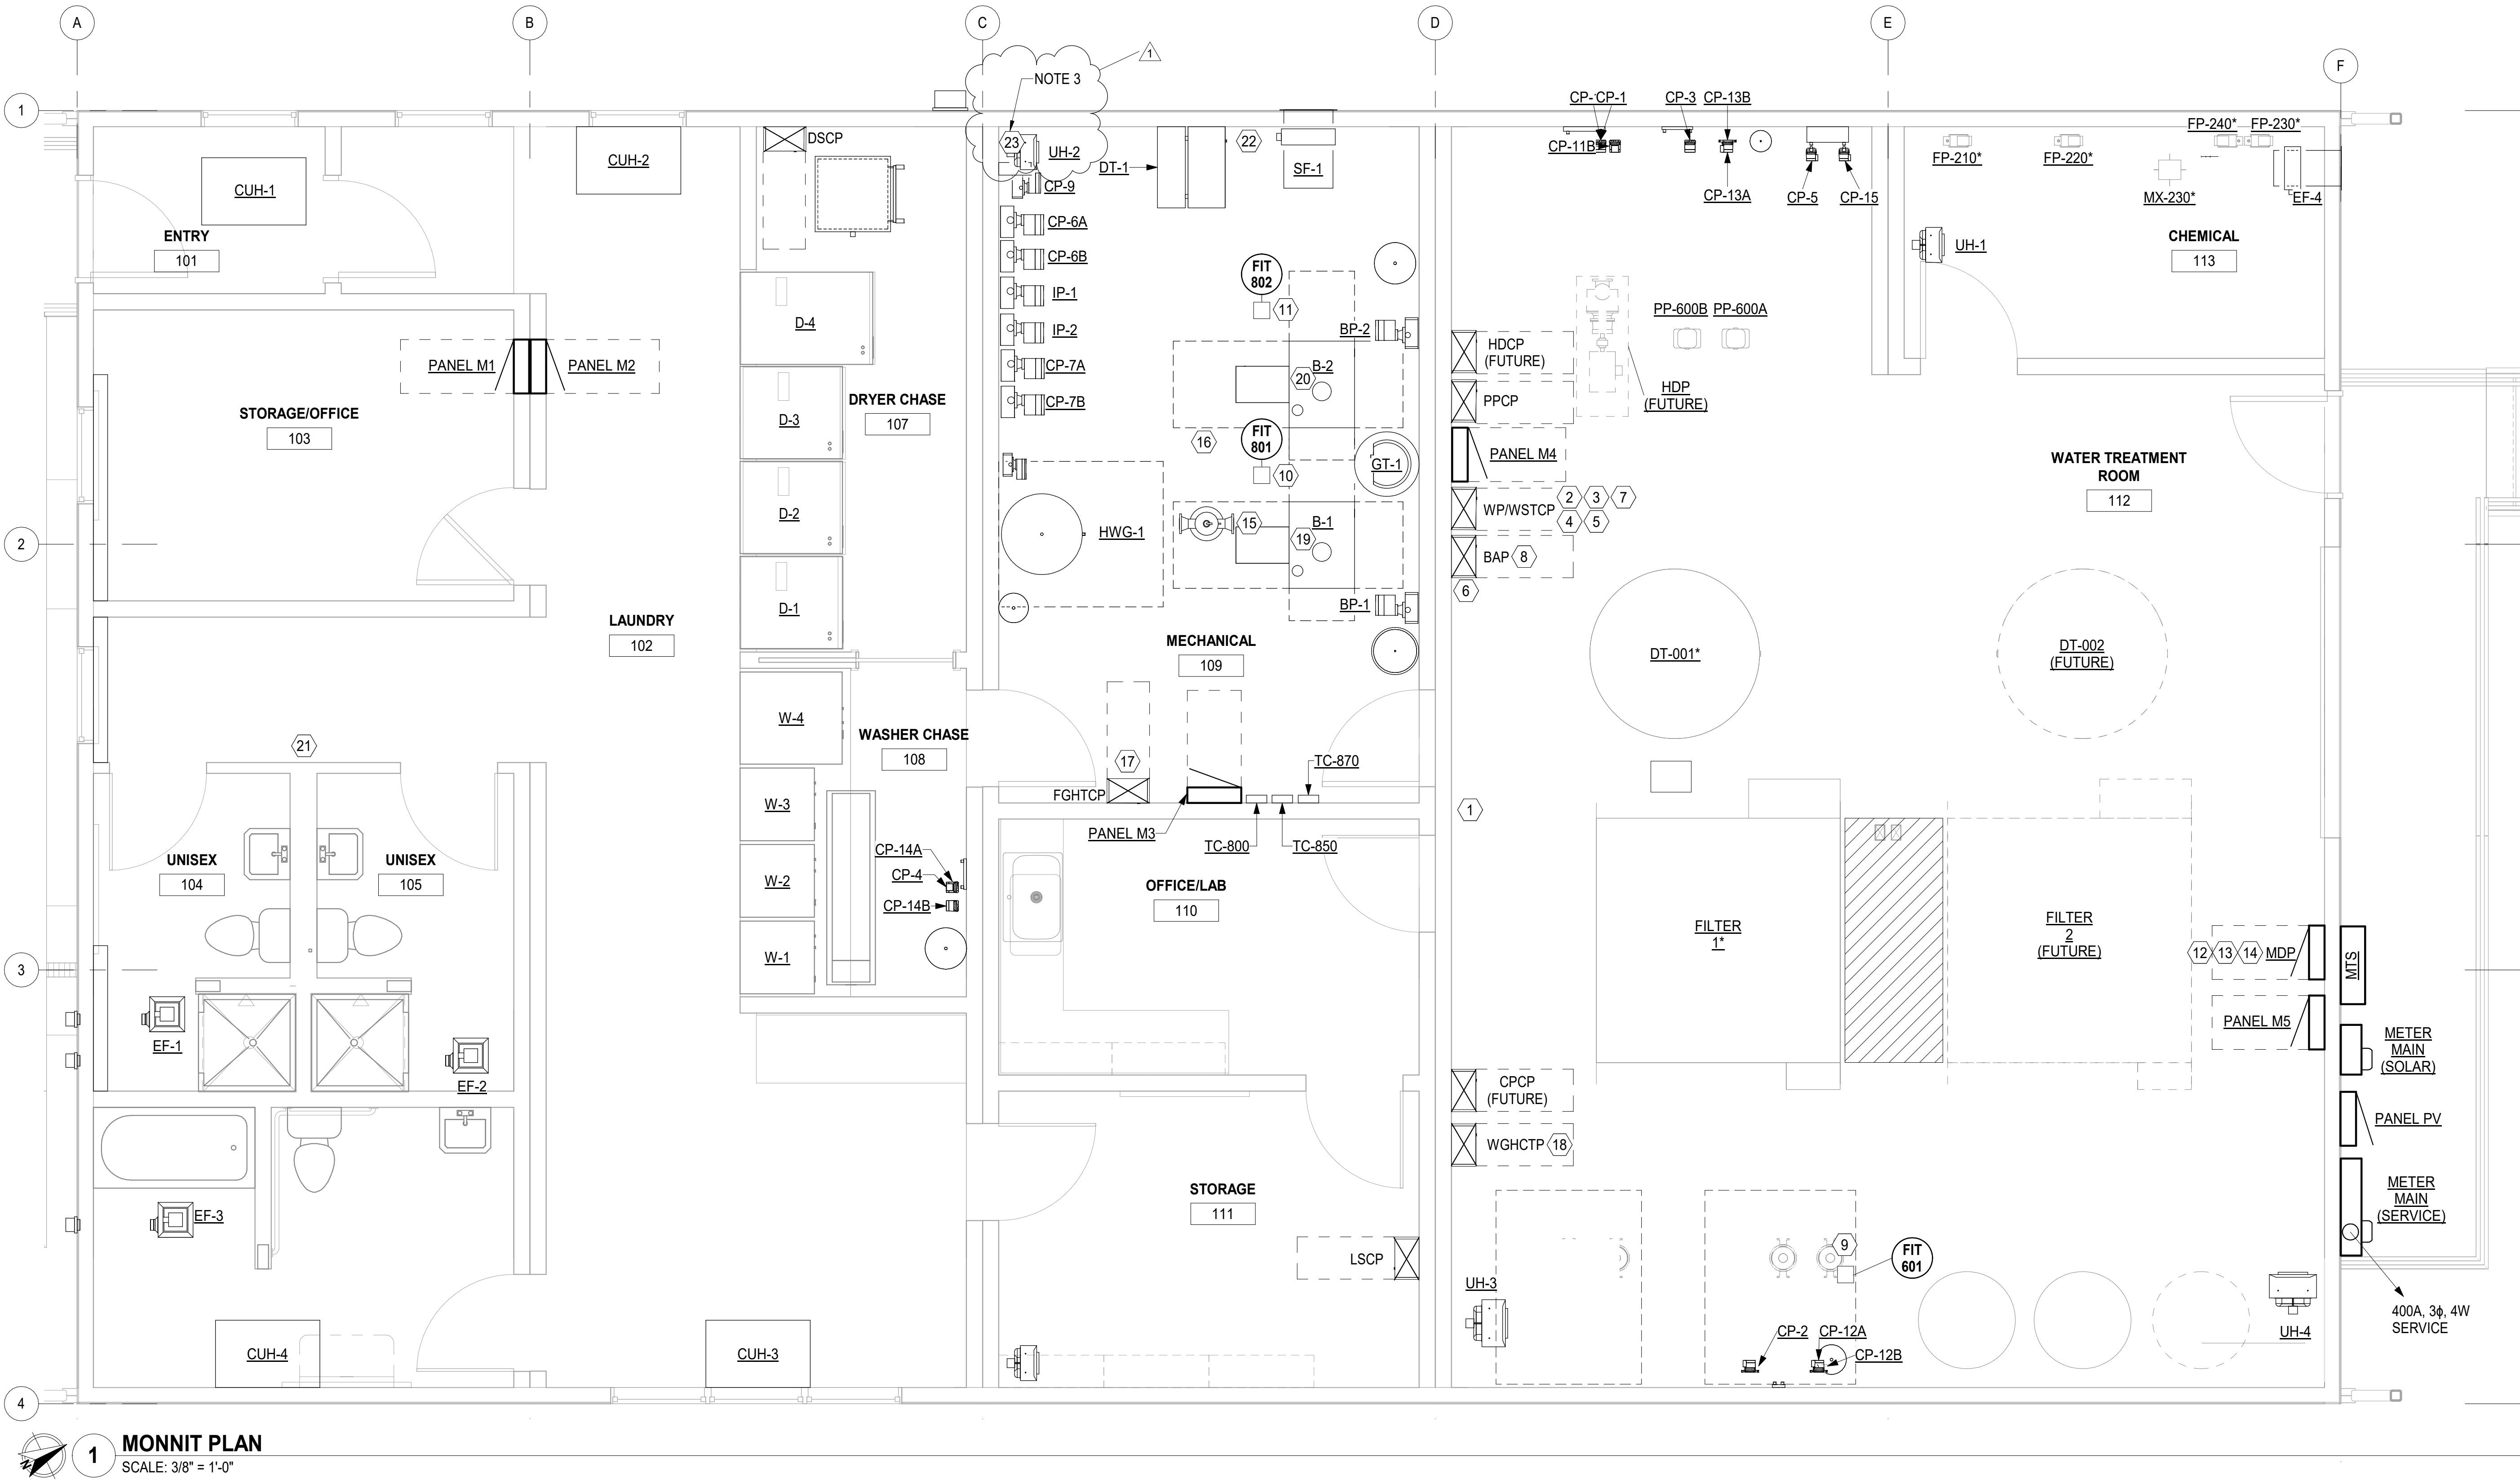 A
B
C
D
E
F
1
NOTE 3
1
CP-
CP-1
CP-3
CP-13B
FP-240*
FP-230*
DSCP
23
UH-2
22
CP-11B
CUH-2
FP-210*
FP-220*
DT-1
SF-1
CUH-1
CP-9
CP-13A
CP-5
CP-15
MX-230*
EF-4
CP-6A
ENTRY
101
CHEMICAL
113
UH-1
CP-6B
FIT
802
IP-1
11
PP-600B
PP-600A
D-4
IP-2
BP-2
HDCP
(FUTURE)
PANEL M1
PANEL M2
CP-7A
B-2
20
HDP
(FUTURE)
DRYER CHASE
107
CP-7B
PPCP
STORAGE/OFFICE
103
D-3
FIT
801
16
PANEL M4
WATER TREATMENT
ROOM
112
GT-1
10
D-2
WP/WSTCP
2
3
7
4
5
15
B-1
19
2
HWG-1
BAP
8
6
D-1
BP-1
LAUNDRY
102
MECHANICAL
109
DT-001*
DT-002
(FUTURE)
W-4
WASHER CHASE
108
21
17
TC-870
W-3
FGHTCP
1
PANEL M3
TC-800
TC-850
UNISEX
104
UNISEX
105
CP-14A
CP-4
W-2
CP-14B
OFFICE/LAB
110
FILTER
1*
FILTER
2
(FUTURE)
W-1
12
13
14
MDP
MTS
3
EF-1
EF-2
PANEL M5
METER
MAIN
(SOLAR)
CPCP
(FUTURE)
PANEL PV
WGHCTP
18
STORAGE
111
METER
MAIN
(SERVICE)
EF-3
LSCP
9
FIT
601
UH-3
400A, 3ϕ, 4W
SERVICE
CP-2
CP-12A
UH-4
CUH-4
CUH-3
CP-12B
4
N
1
MONNIT PLAN
SCALE: 3/8" = 1'-0"